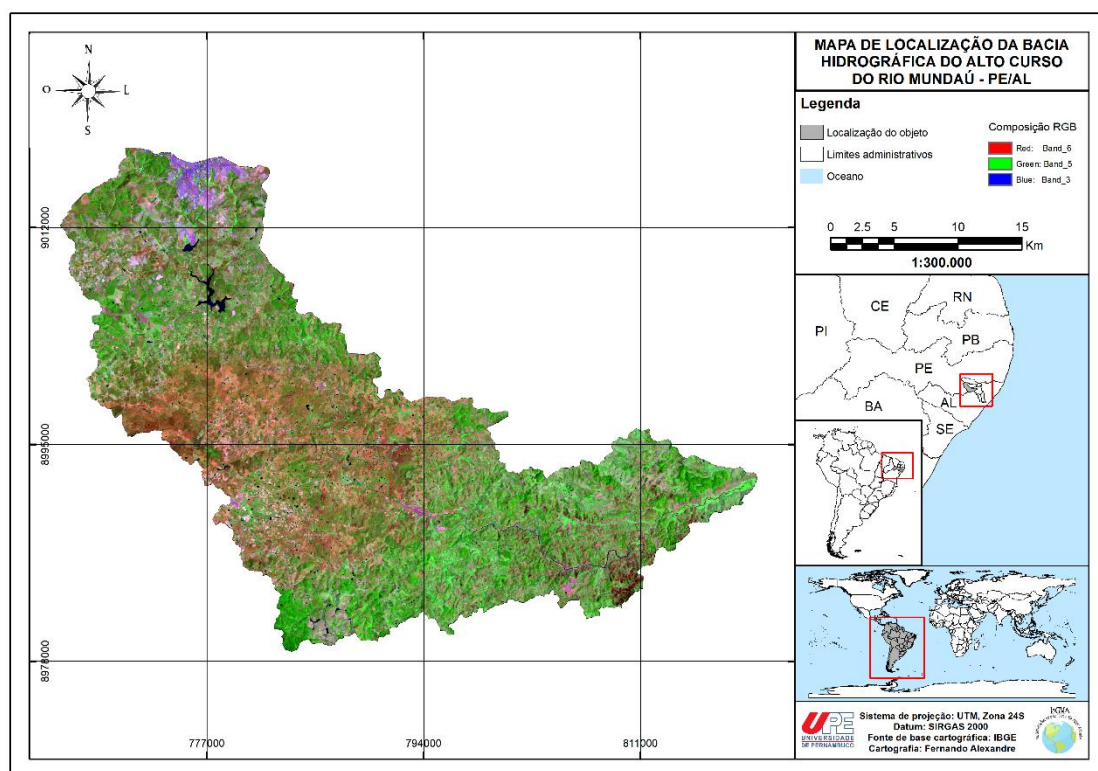 MAPA DE LOCALIZAÇÃO DA BACIA
HIDROGRÁFICA DO ALTO CURSO
DO RIO MUNDAÚ - PE/AL
N
O
L
S
Legenda
Localização do objeto
Limites administrativos
Oceano
Composição RGB
Red: Band_6
Green: Band_5
Blue: Band_3
0 2.5 5 10 15
Km
1:300.000
9012000
8995000
8978000
777000
794000
811000
CE
RN
PI
PB
PE
AL
BA
SE
UPE
UNIVERSIDADE
DE PERNAMBUCO
Sistema de projeção: UTM, Zona 24S
Datum: SIRGAS 2000
Fonte de base cartográfica: IBGE
Cartografia: Fernando Alexandre